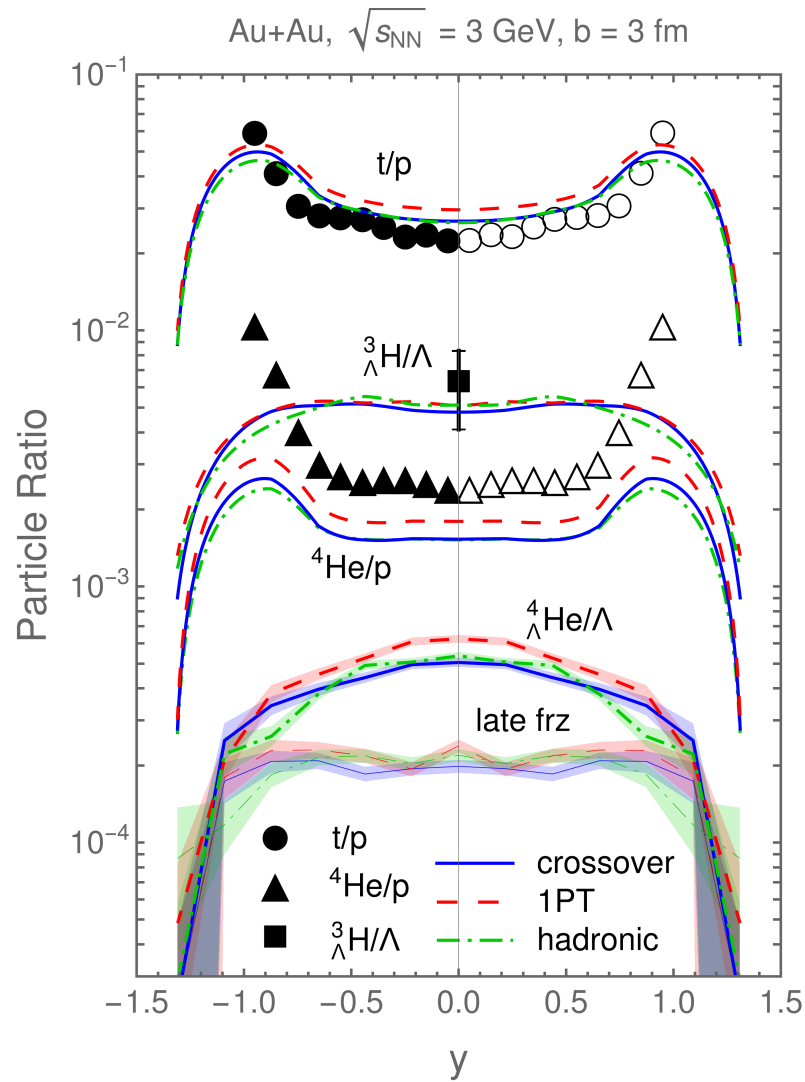 Au+Au, √sNN = 3 GeV, b = 3 fm
10⁻¹
t/p
10⁻²
³ΛH/Λ
Particle Ratio
⁴He/p
10⁻³
⁴ΛHe/Λ
late frz
10⁻⁴
t/p
⁴He/p
³ΛH/Λ
crossover
1PT
hadronic
−1.5 −1.0 −0.5 0.0 0.5 1.0 1.5
y